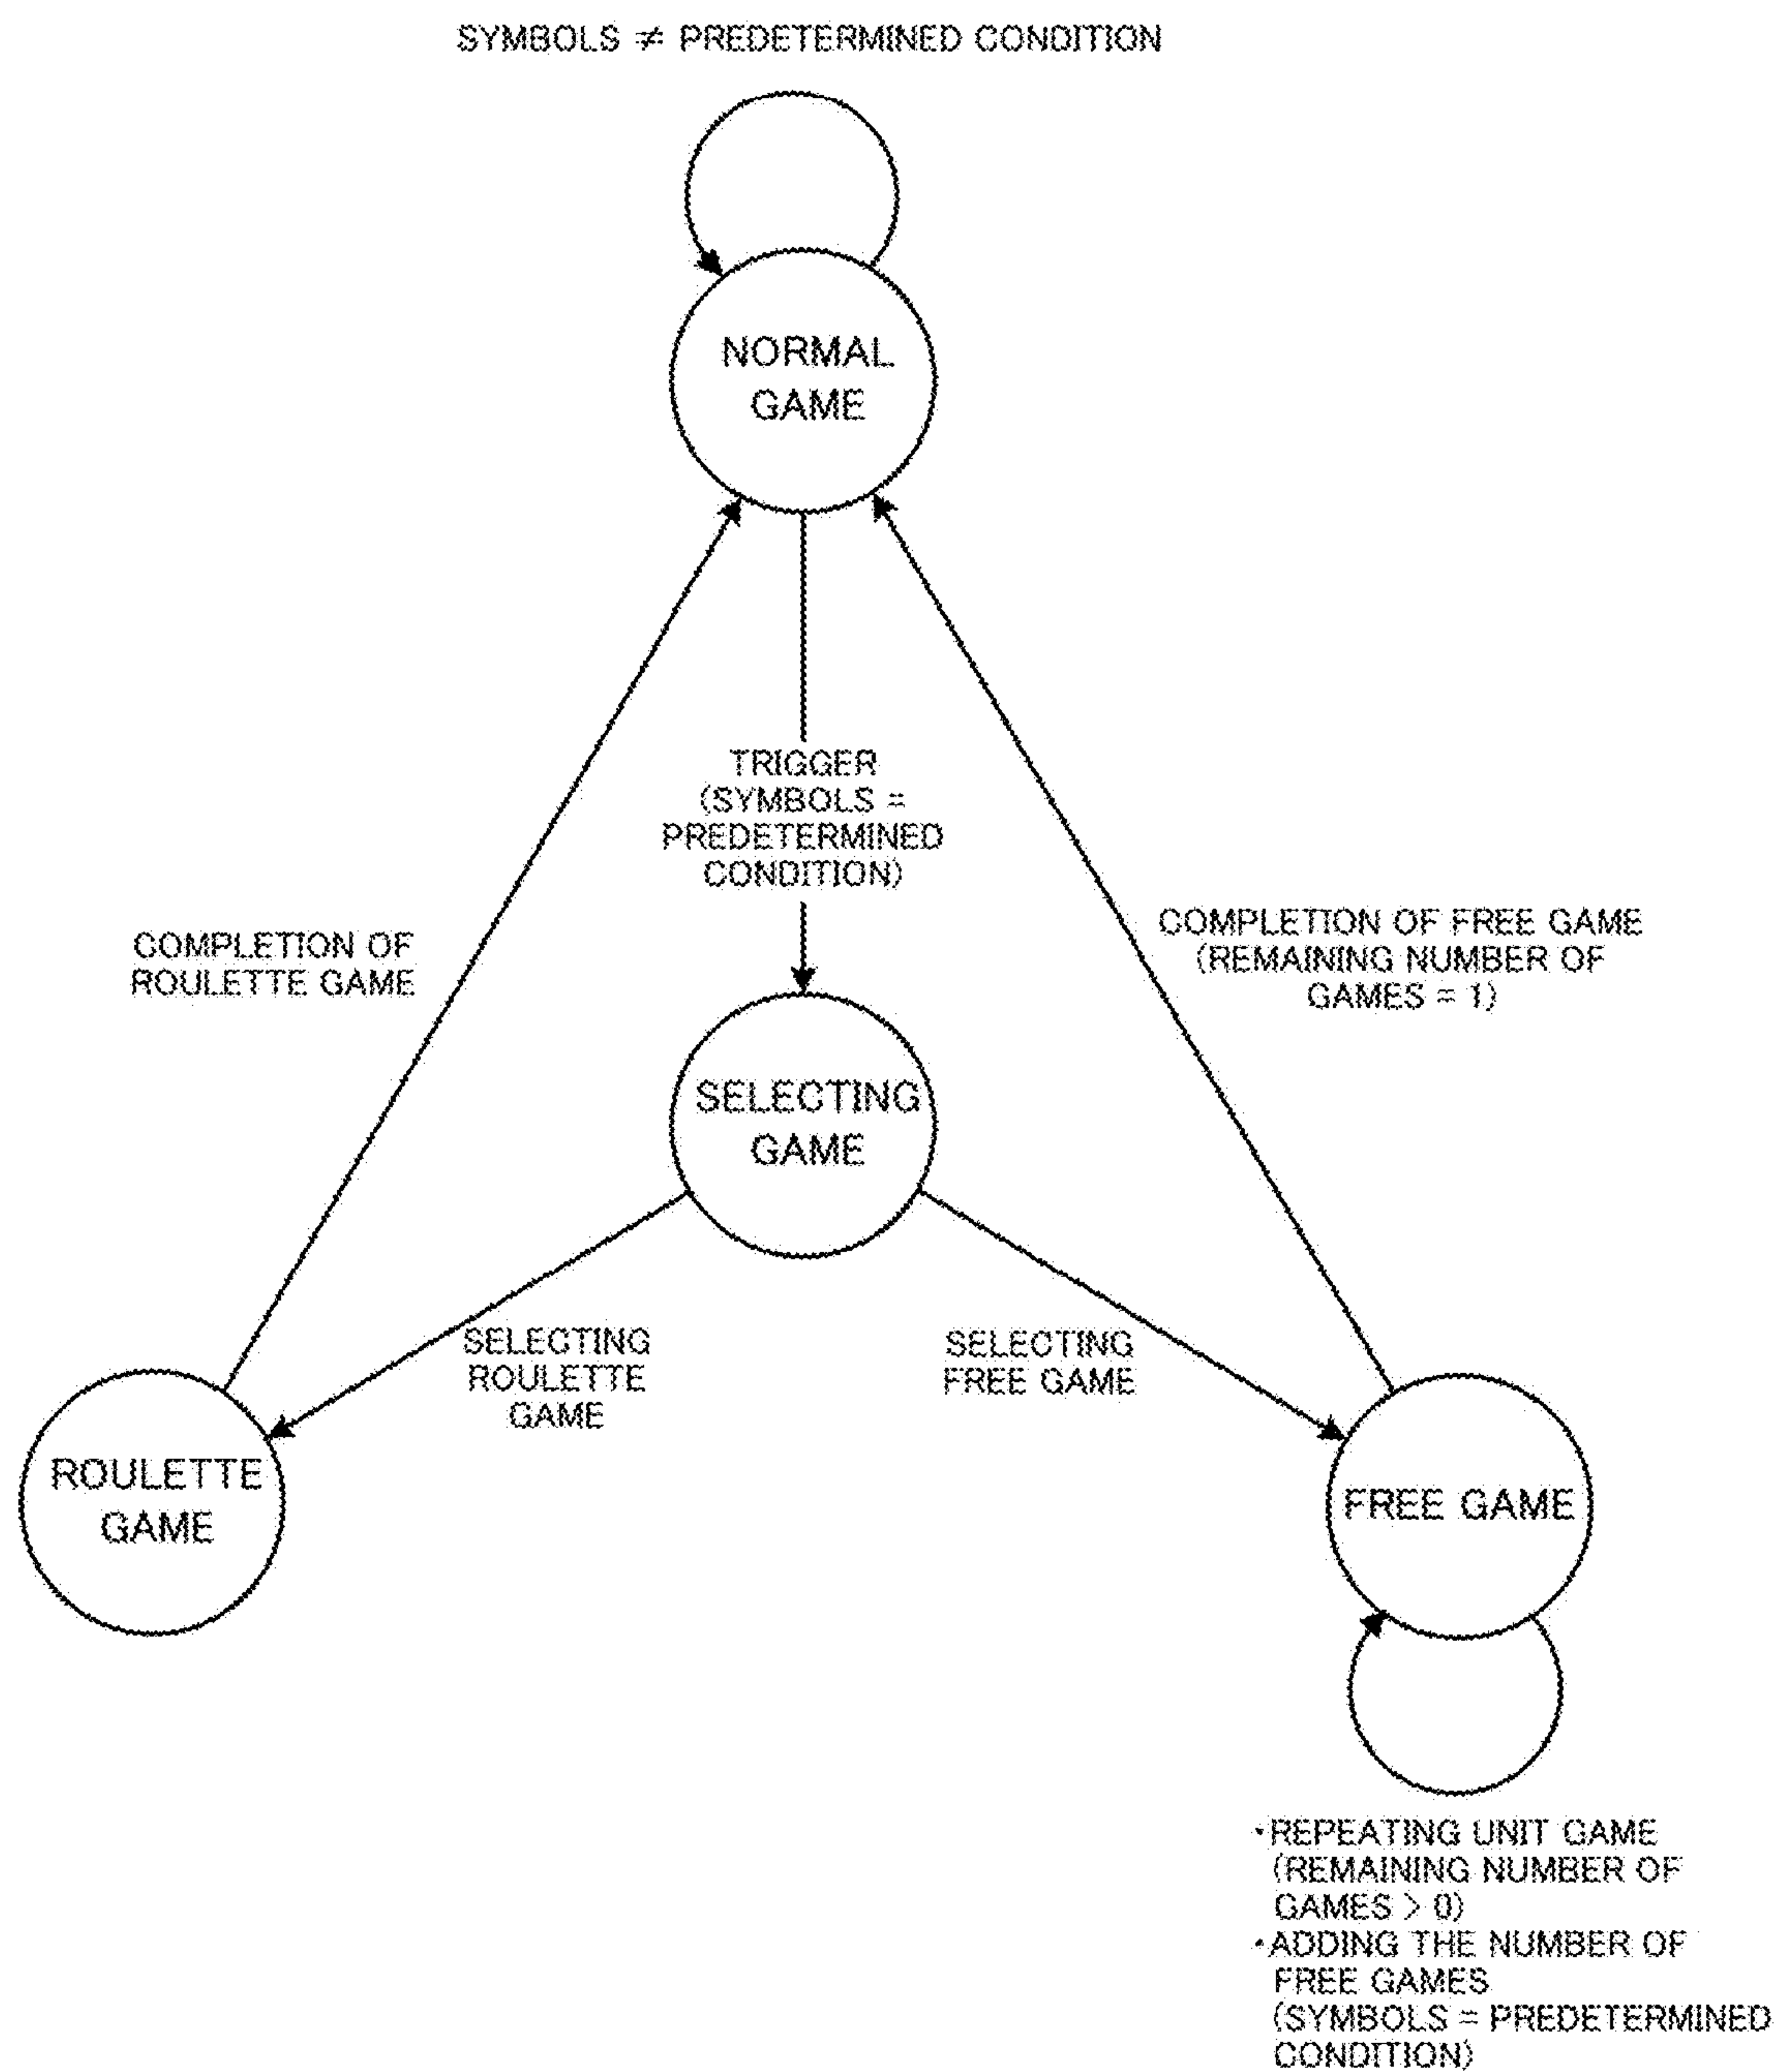 SYMBOLS ≠ PREDETERMINED CONDITION
NORMAL
GAME
TRIGGER
(SYMBOLS =
PREDETERMINED
CONDITION)
COMPLETION OF
ROULETTE GAME
COMPLETION OF FREE GAME
(REMAINING NUMBER OF
GAMES = 1)
SELECTING
GAME
SELECTING
ROULETTE
GAME
SELECTING
FREE GAME
ROULETTE
GAME
FREE GAME
・REPEATING UNIT GAME
(REMAINING NUMBER OF
GAMES > 0)
・ADDING THE NUMBER OF
FREE GAMES
(SYMBOLS = PREDETERMINED
CONDITION)